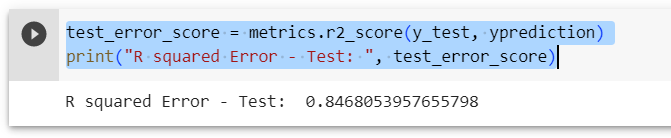 test_error_score = metrics.r2_score(y_test, yprediction)
print("R squared Error - Test: ", test_error_score)
R squared Error - Test:  0.8468053957655798